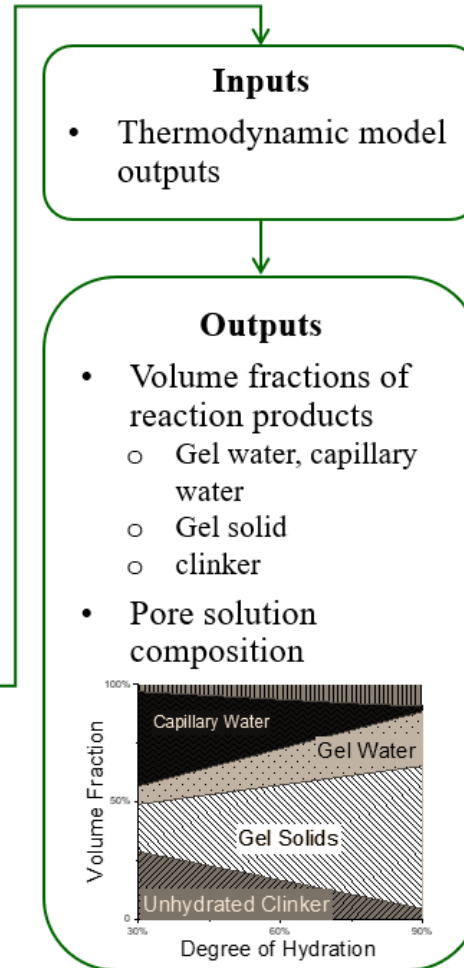 Inputs
• Thermodynamic model
outputs
Outputs
• Volume fractions of
reaction products
o Gel water, capillary
water
o Gel solid
o clinker
• Pore solution
composition
100%
Capillary Water
Gel Water
50%
Volume Fraction
Gel Solids
Unhydrated Clinker
0
30%
60%
90%
Degree of Hydration